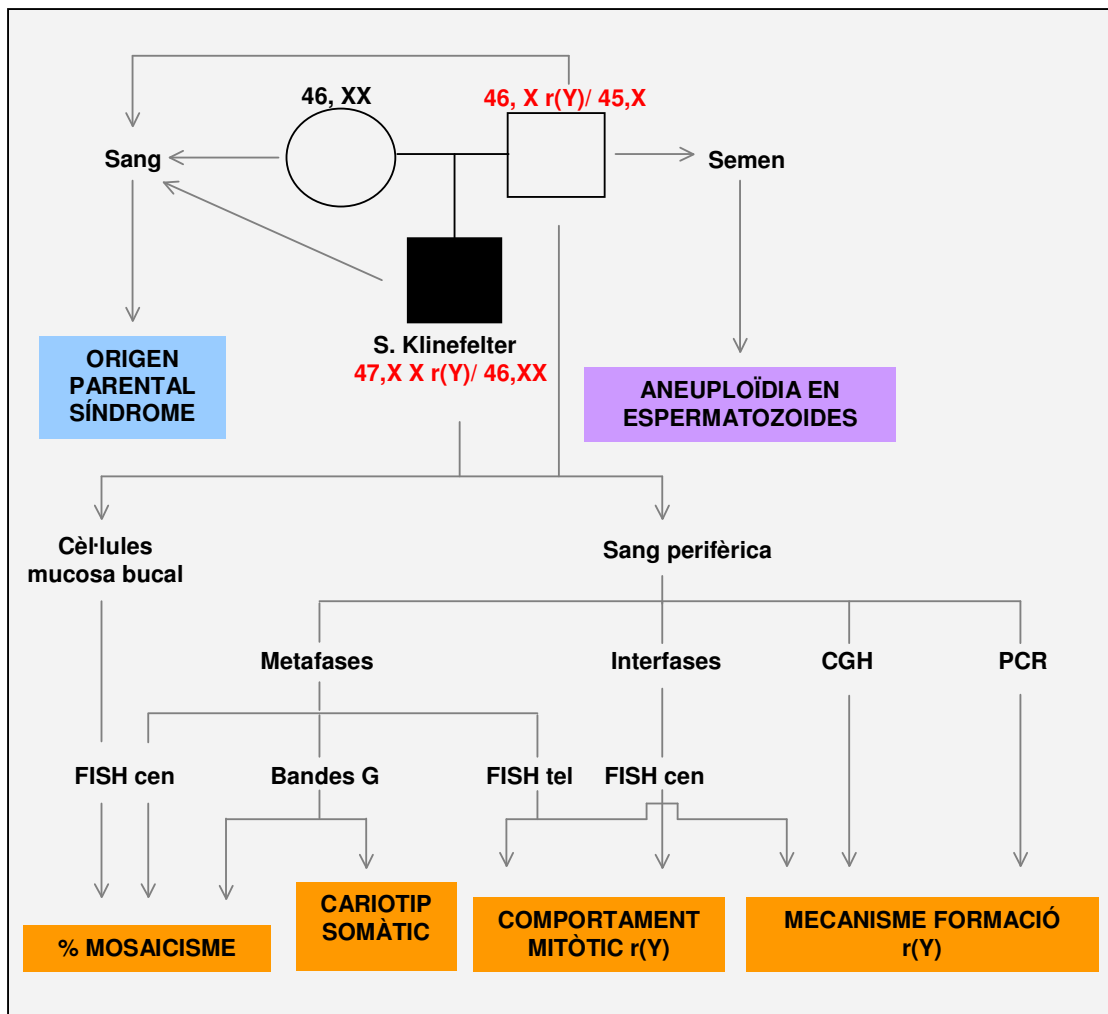 46, XX
46, X r(Y)/ 45,X
Sang
Semen
S. Klinefelter
47,X X r(Y)/ 46,XX
ORIGEN
PARENTAL
SÍNDROME
ANEUPLOÏDIA EN
ESPERMATOZOIDES
Cèl·lules
mucosa bucal
Sang perifèrica
Metafases
Interfases
CGH
PCR
FISH cen
Bandes G
FISH tel
FISH cen
% MOSAICISME
CARIOTIP
SOMÀTIC
COMPORTAMENT
MITÒTIC r(Y)
MECANISME FORMACIÓ
r(Y)